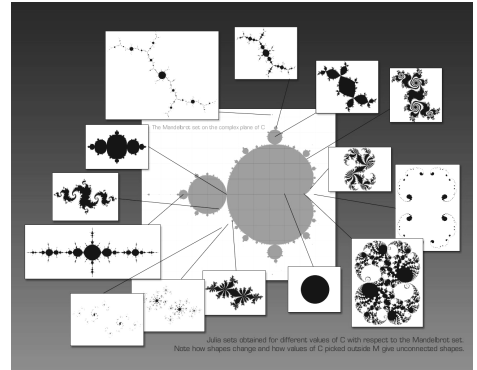 The Mandelbrot set on the complex plane of C
Julia sets obtained for different values of C with respect to the Mandelbrot set.
Note how shapes change and how values of C picked outside M give unconnected shapes.